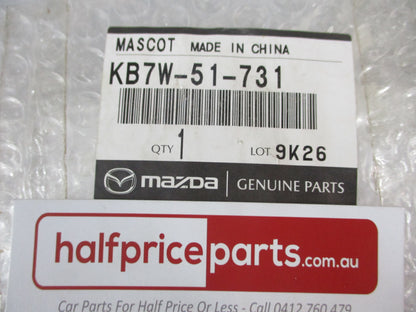 MASCOT MADE IN CHINA
KB7W-51-731
QTY 1 LOT 9K26
mazda GENUINE PARTS
halfpriceparts.com.au
Car Parts For Half Price Or Less - Call 0412 760 479